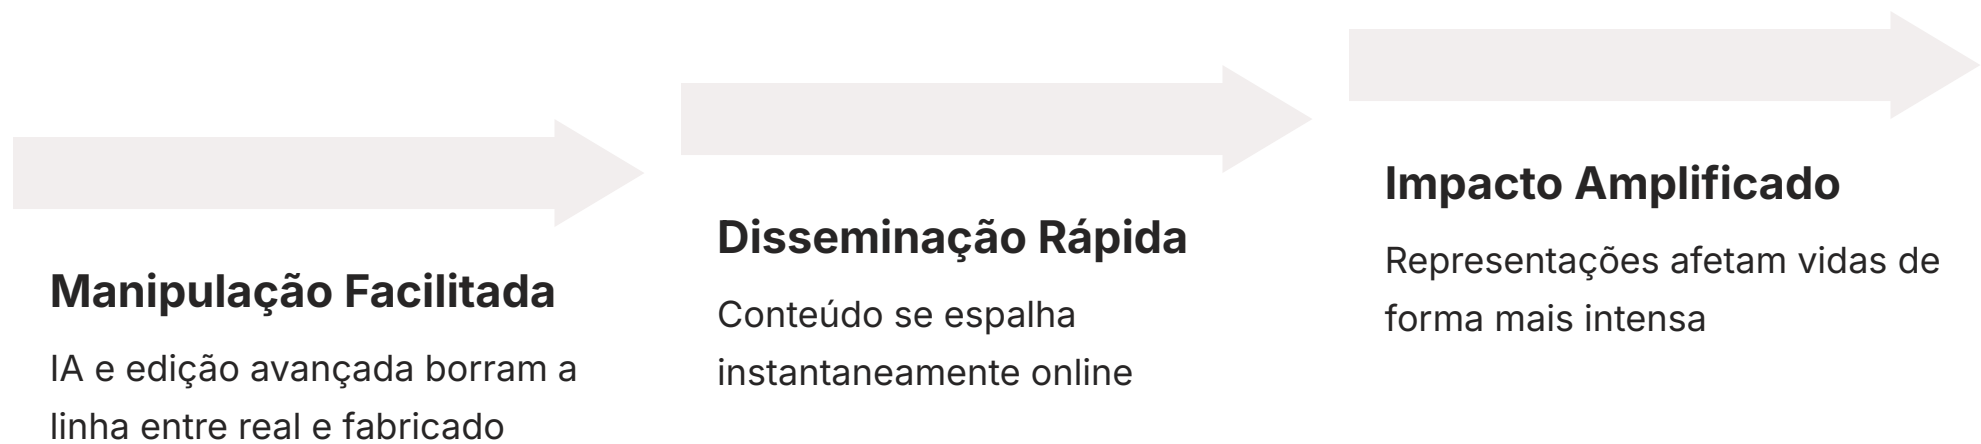 Manipulação Facilitada
IA e edição avançada borram a
linha entre real e fabricado
Disseminação Rápida
Conteúdo se espalha
instantaneamente online
Impacto Amplificado
Representações afetam vidas de
forma mais intensa